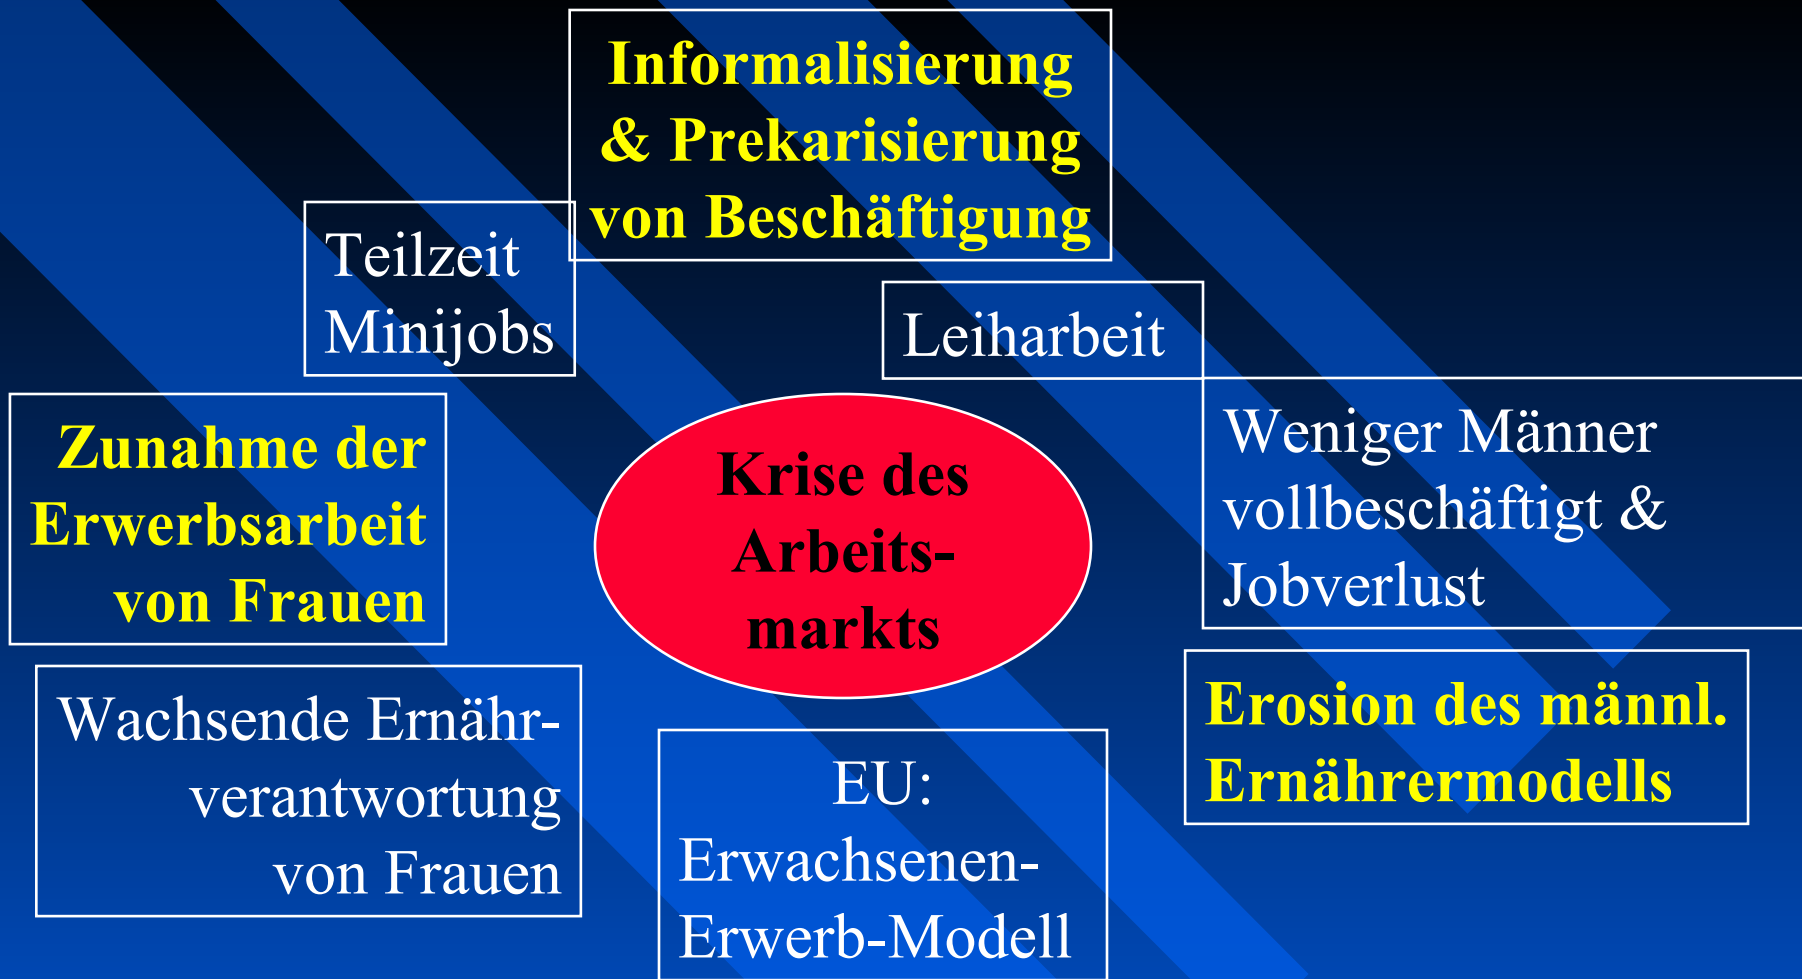 Informalisierung
& Prekarisierung
von Beschäftigung
Teilzeit
Minijobs
Leiharbeit
Zunahme der
Erwerbsarbeit
von Frauen
Krise des
Arbeits-
markts
Weniger Männer
vollbeschäftigt &
Jobverlust
Wachsende Ernähr-
verantwortung
von Frauen
EU:
Erwachsenen-
Erwerb-Modell
Erosion des männl.
Ernährermodells